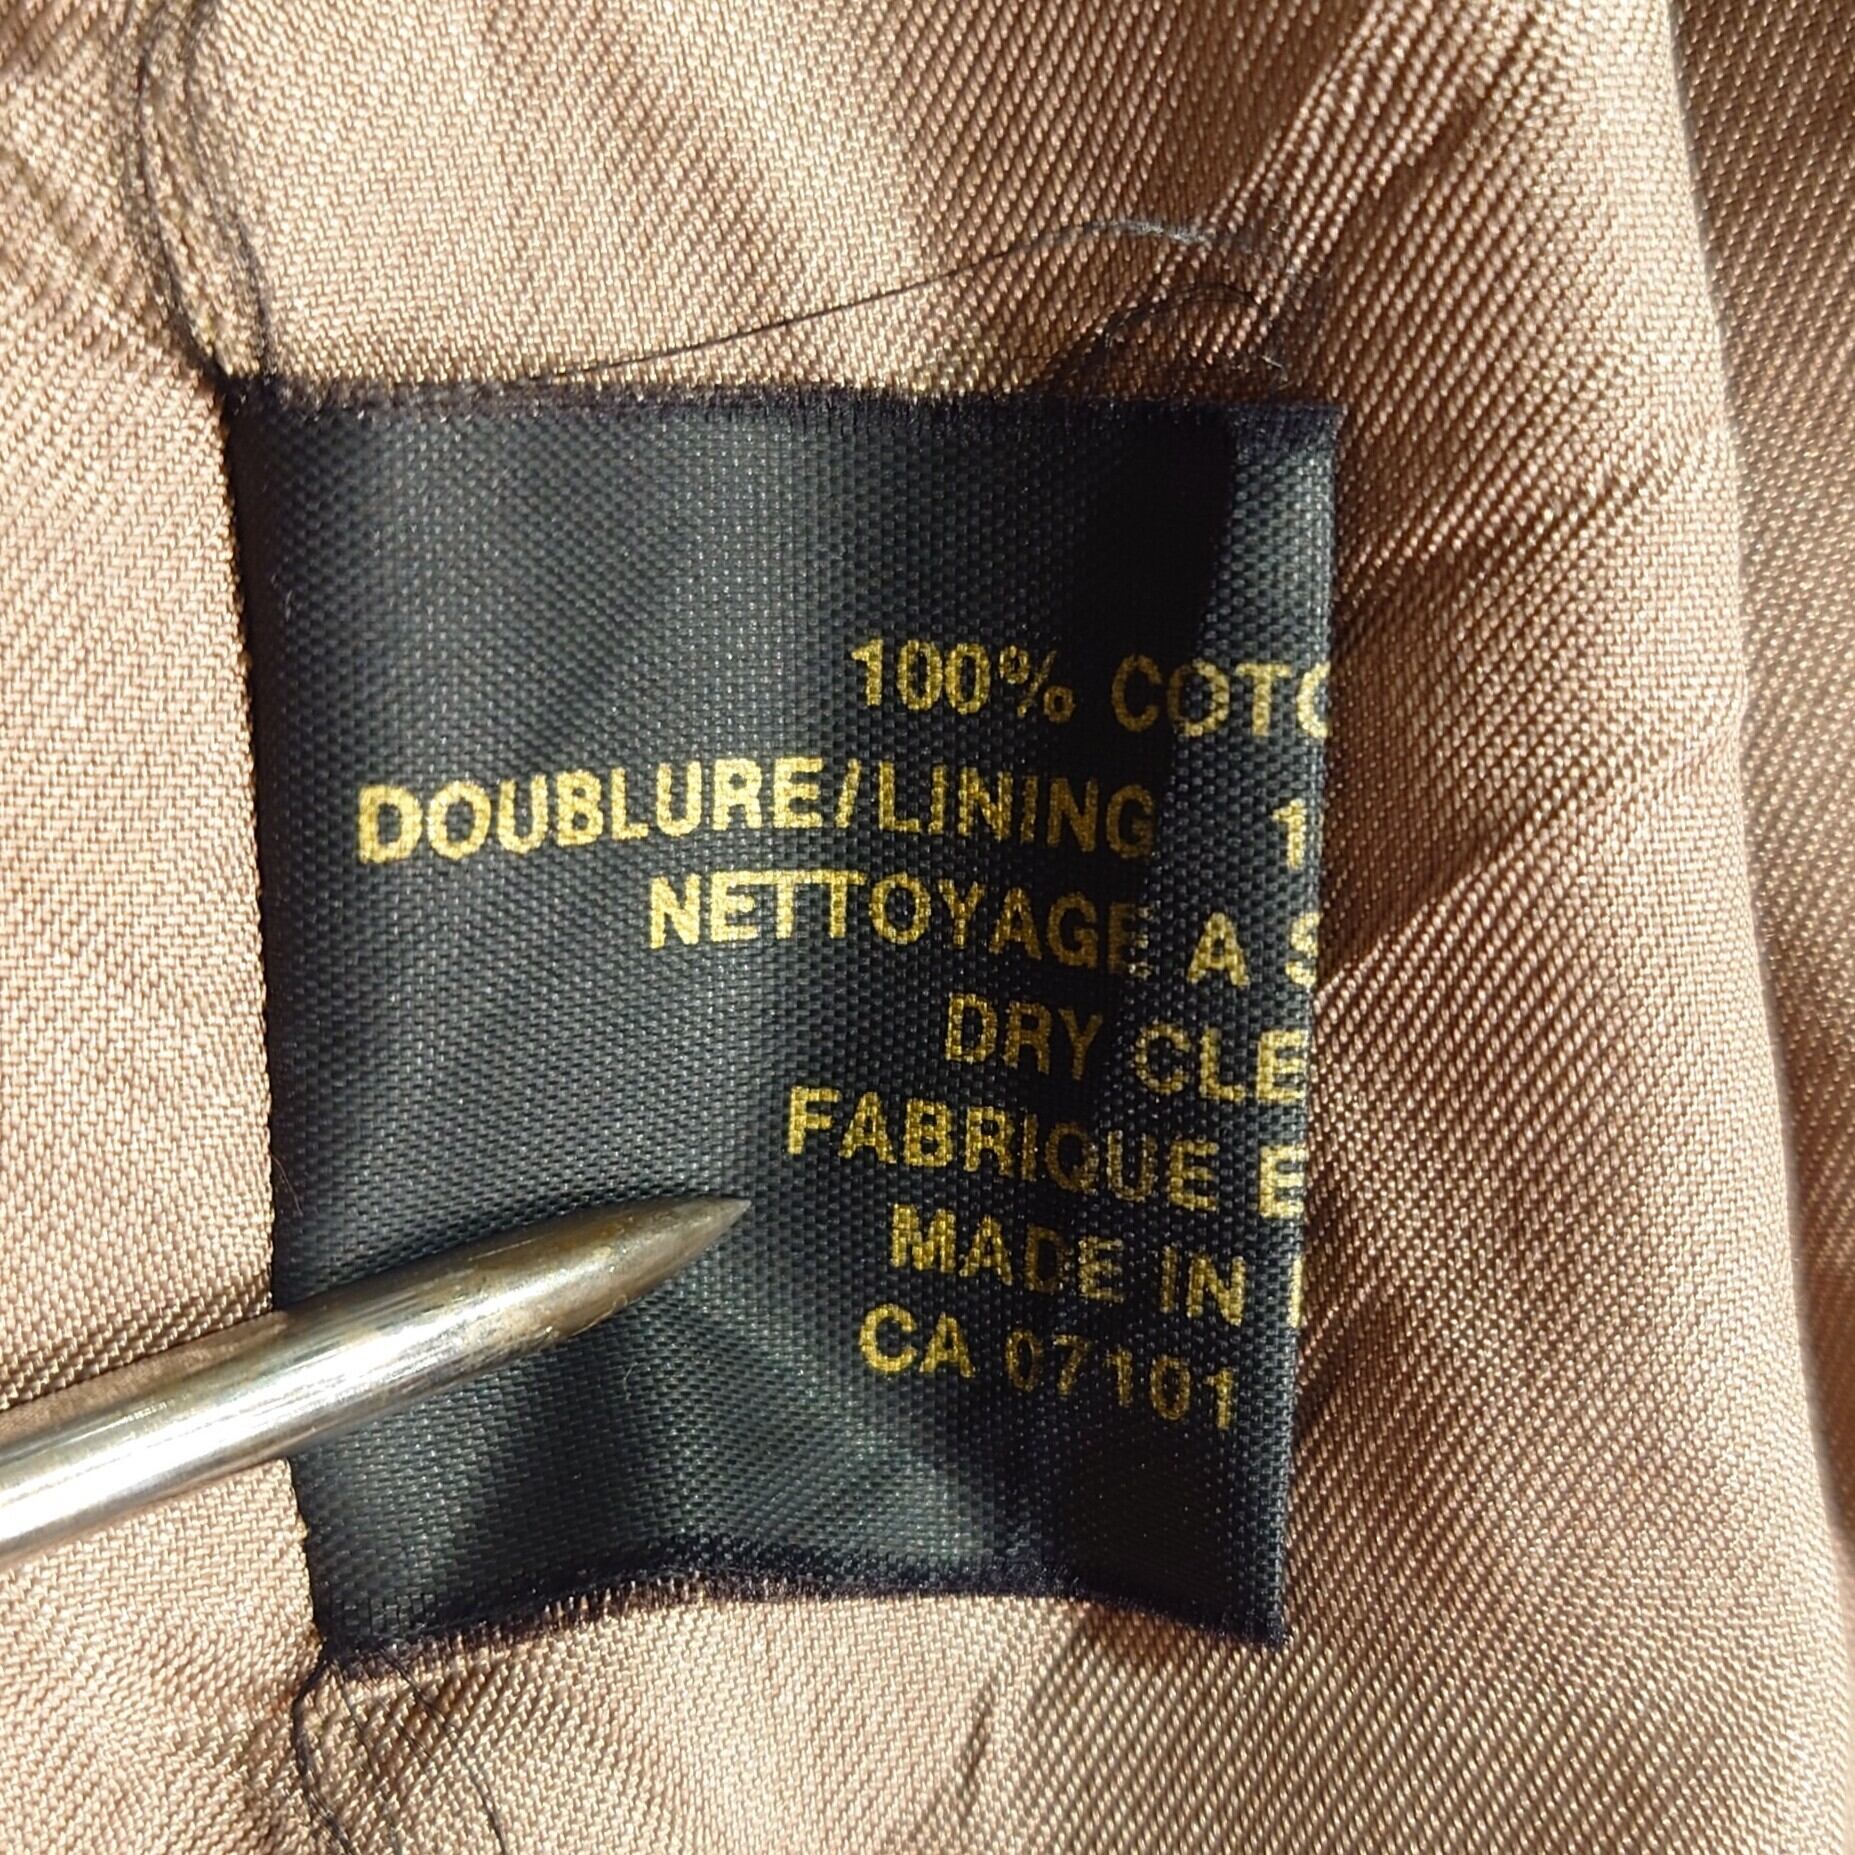 100% COTO
DOUBLURE/LINING 1
NETTOYAGE A S
DRY CLE
FABRIQUE E
MADE IN
CA 07101